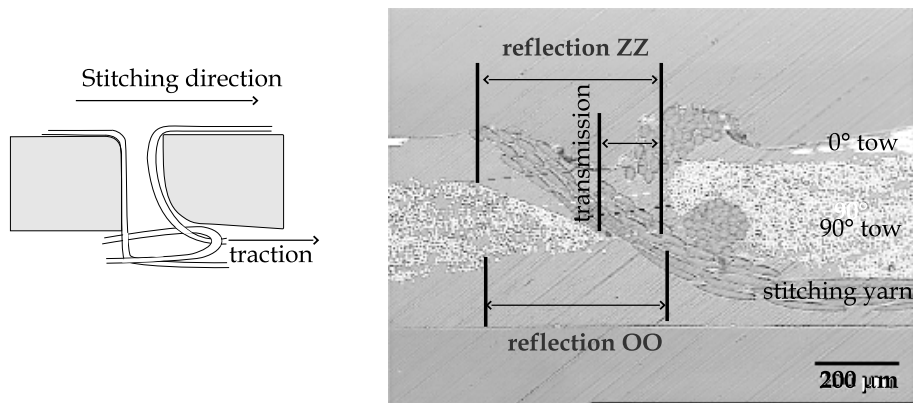 Stitching direction
traction
reflection ZZ
transmission
0° tow
90° tow
stitching yarn
reflection OO
200 µm